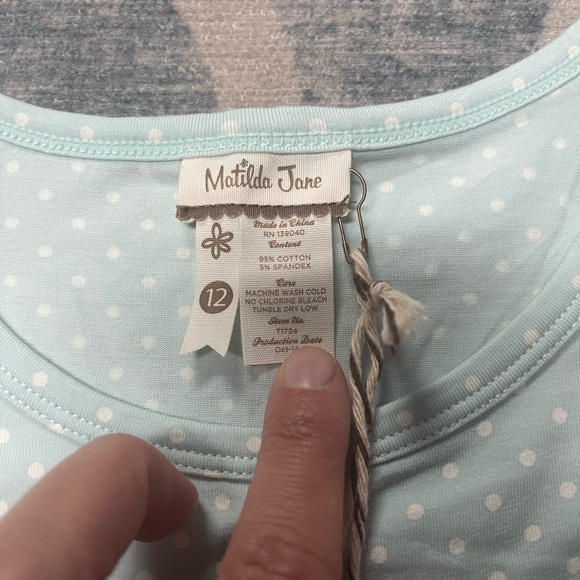 Matilda Jane
Made in China
RN 139040
Content
95% COTTON
5% SPANDEX
Care
MACHINE WASH COLD
NO CHLORINE BLEACH
TUMBLE DRY LOW
Item No.
T1724
Production Date
12